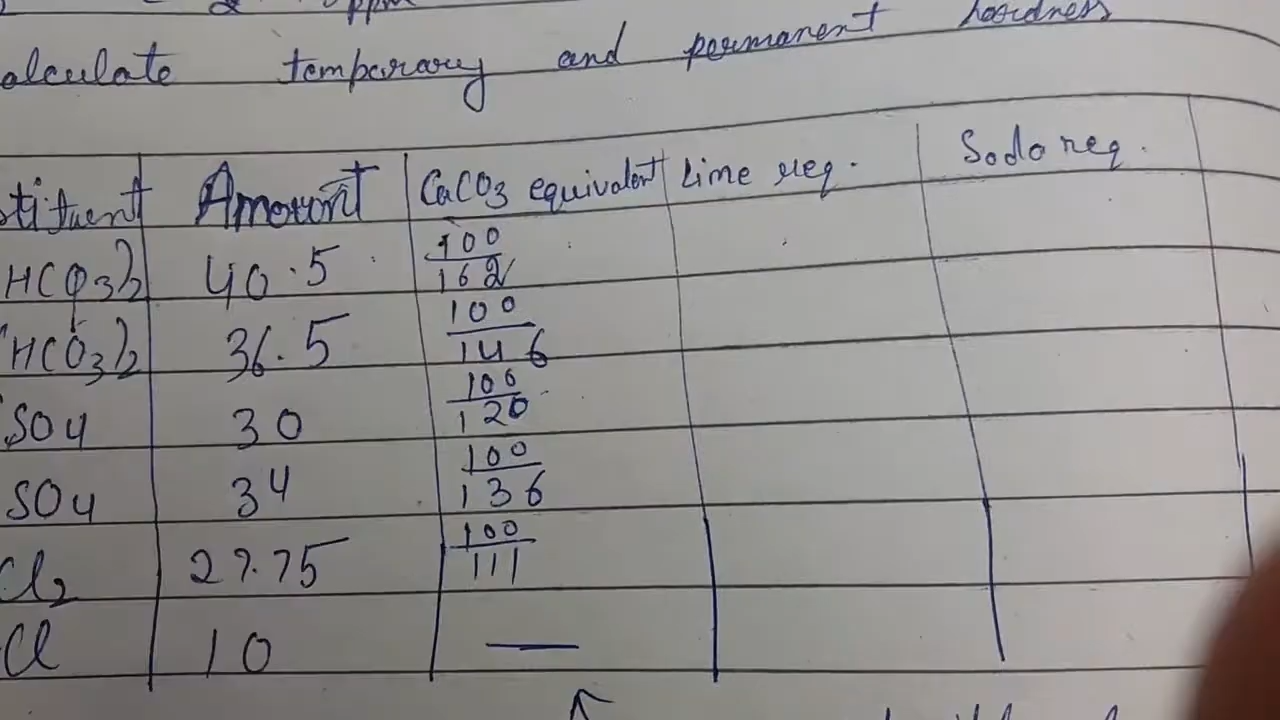 ppm
alculate temporary and permanent hardness
stituent Amount CaCO3 equivalent Lime req. Soda req.
HCO3)2 40.5 100/162
HCO3)2 36.5 100/146
SO4 30 100/120
SO4 34 100/136
Cl2 27.75 100/111
Cl 10 —